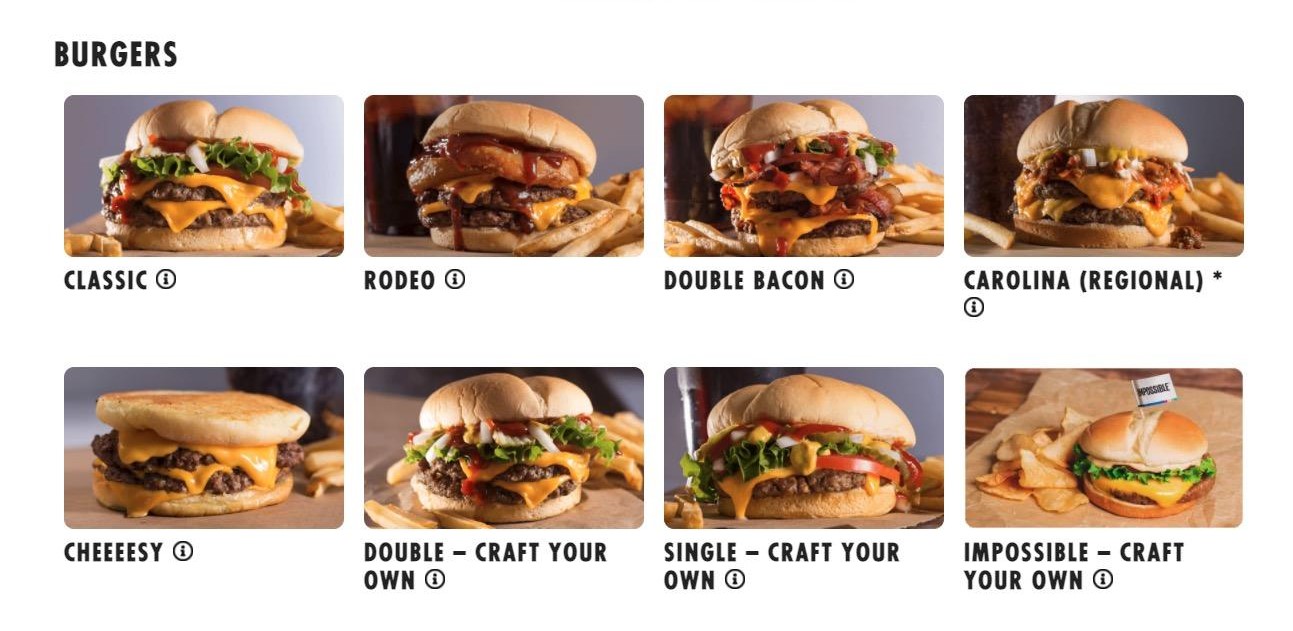 BURGERS
CLASSIC
RODEO
DOUBLE BACON
CAROLINA (REGIONAL) *
CHEEEESY
DOUBLE – CRAFT YOUR
OWN
SINGLE – CRAFT YOUR
OWN
IMPOSSIBLE
IMPOSSIBLE – CRAFT
YOUR OWN